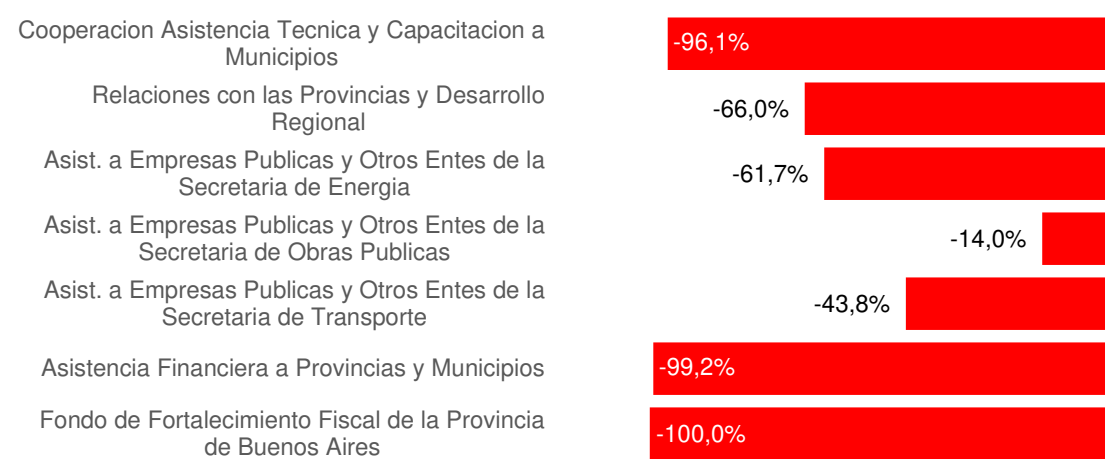 Cooperacion Asistencia Tecnica y Capacitacion a
Municipios
-96,1%
Relaciones con las Provincias y Desarrollo
Regional
-66,0%
Asist. a Empresas Publicas y Otros Entes de la
Secretaria de Energia
-61,7%
Asist. a Empresas Publicas y Otros Entes de la
Secretaria de Obras Publicas
-14,0%
Asist. a Empresas Publicas y Otros Entes de la
Secretaria de Transporte
-43,8%
Asistencia Financiera a Provincias y Municipios
-99,2%
Fondo de Fortalecimiento Fiscal de la Provincia
de Buenos Aires
-100,0%